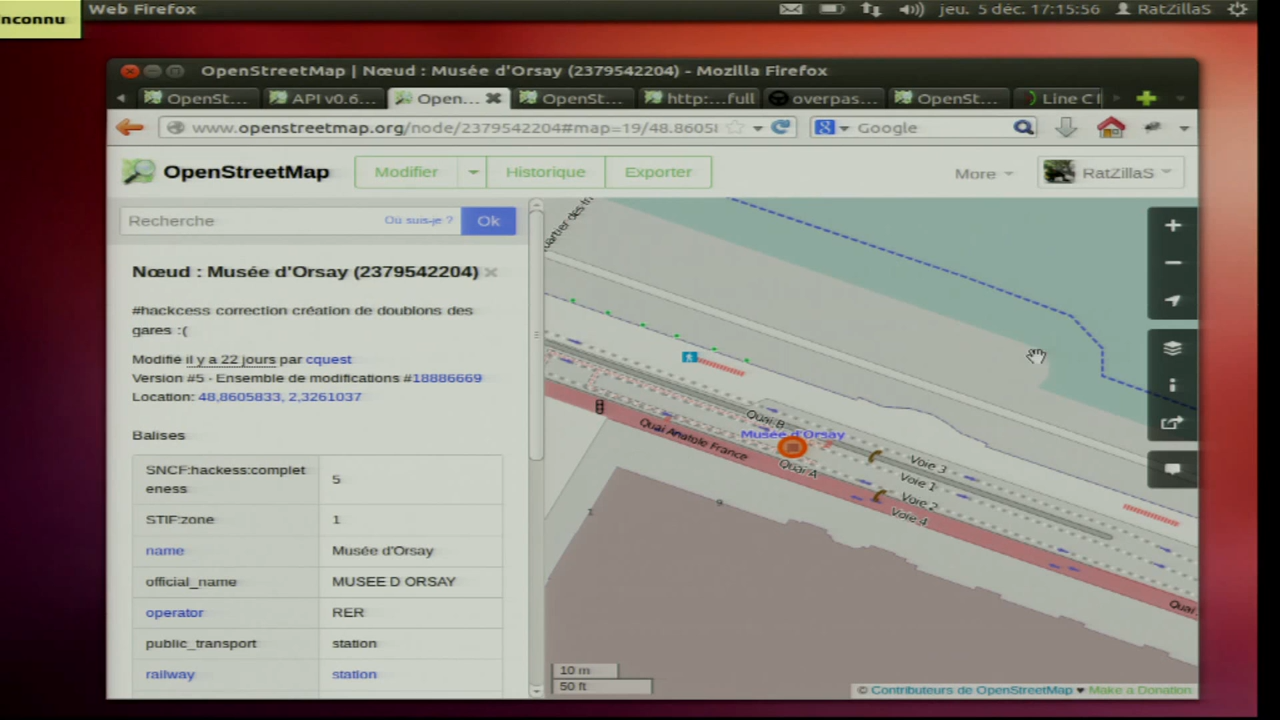 nconnu
Web Firefox
jeu. 5 déc. 17:15:56
RatZillaS
OpenStreetMap | Nœud : Musée d'Orsay (2379542204) - Mozilla Firefox
OpenSt...
API v0.6...
Open...
OpenSt...
http:...full
overpas...
OpenSt...
Line C
www.openstreetmap.org/node/2379542204#map=19/48.8605
Google
OpenStreetMap
Modifier
Historique
Exporter
More
RatZillaS
Recherche
Où suis-je ?
Ok
Nœud : Musée d'Orsay (2379542204)
#hackcess correction création de doublons des
gares :(
Modifié il y a 22 jours par cquest
Version #5 · Ensemble de modifications #18886669
Location: 48,8605833, 2,3261037
Balises
SNCF:hackess:complet
eness
5
STIF:zone
1
name
Musée d'Orsay
official_name
MUSEE D ORSAY
operator
RER
public_transport
station
railway
station
Quai B
Musée d'Orsay
Quai Anatole France
Quai A
Voie 3
Voie 1
Voie 2
Voie 4
9
1
Quai
10 m
50 ft
© Contributeurs de OpenStreetMap ♥ Make a Donation